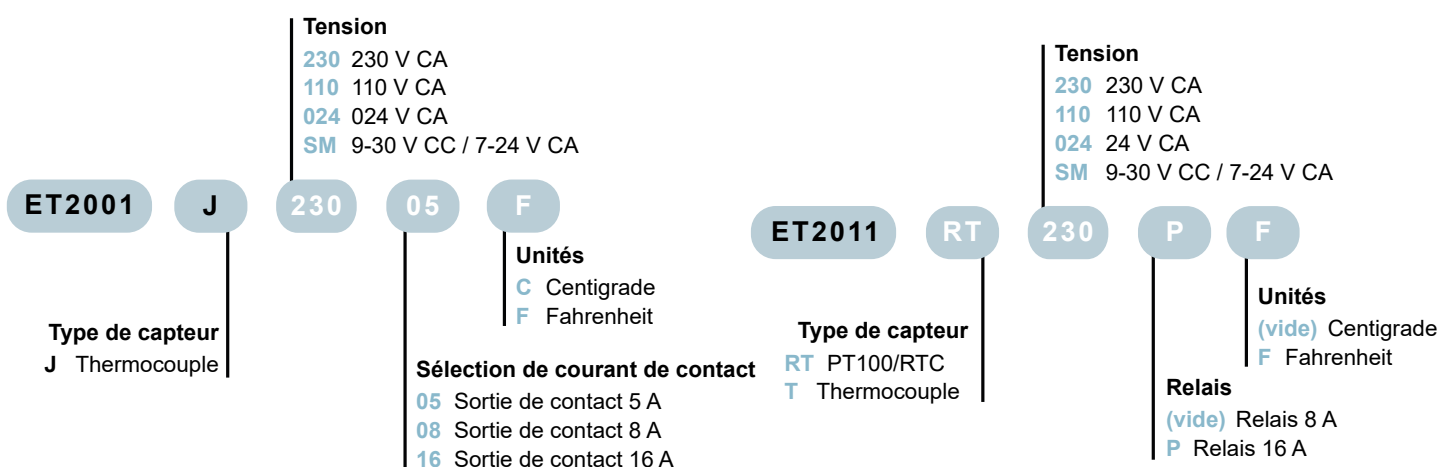 Tension
230 230 V CA
110 110 V CA
024 024 V CA
SM 9-30 V CC / 7-24 V CA
ET2001 J 230 05 F
Unités
C Centigrade
F Fahrenheit
Type de capteur
J Thermocouple
Sélection de courant de contact
05 Sortie de contact 5 A
08 Sortie de contact 8 A
16 Sortie de contact 16 A
Tension
230 230 V CA
110 110 V CA
024 24 V CA
SM 9-30 V CC / 7-24 V CA
ET2011 RT 230 P F
Unités
(vide) Centigrade
F Fahrenheit
Type de capteur
RT PT100/RTC
T Thermocouple
Relais
(vide) Relais 8 A
P Relais 16 A